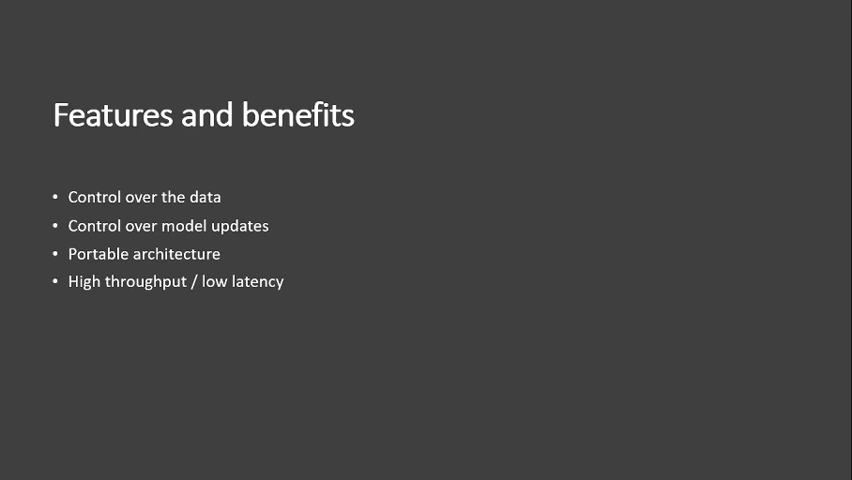 Features and benefits
• Control over the data
• Control over model updates
• Portable architecture
• High throughput / low latency